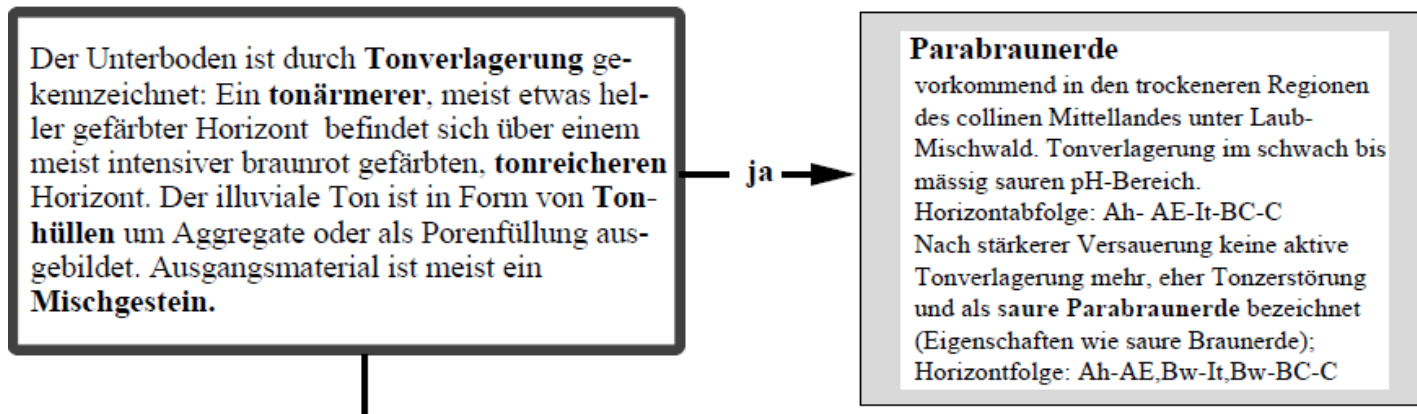 Der Unterboden ist durch Tonverlagerung ge-
kennzeichnet: Ein tonärmerer, meist etwas hel-
ler gefärbter Horizont befindet sich über einem
meist intensiver braunrot gefärbten, tonreicheren
Horizont. Der illuviale Ton ist in Form von Ton-
hüllen um Aggregate oder als Porenfüllung aus-
gebildet. Ausgangsmaterial ist meist ein
Mischgestein.
ja
Parabraunerde
vorkommend in den trockeneren Regionen
des collinen Mittellandes unter Laub-
Mischwald. Tonverlagerung im schwach bis
mässig sauren pH-Bereich.
Horizontabfolge: Ah- AE-It-BC-C
Nach stärkerer Versauerung keine aktive
Tonverlagerung mehr, eher Tonzerstörung
und als saure Parabraunerde bezeichnet
(Eigenschaften wie saure Braunerde);
Horizontfolge: Ah-AE,Bw-It,Bw-BC-C